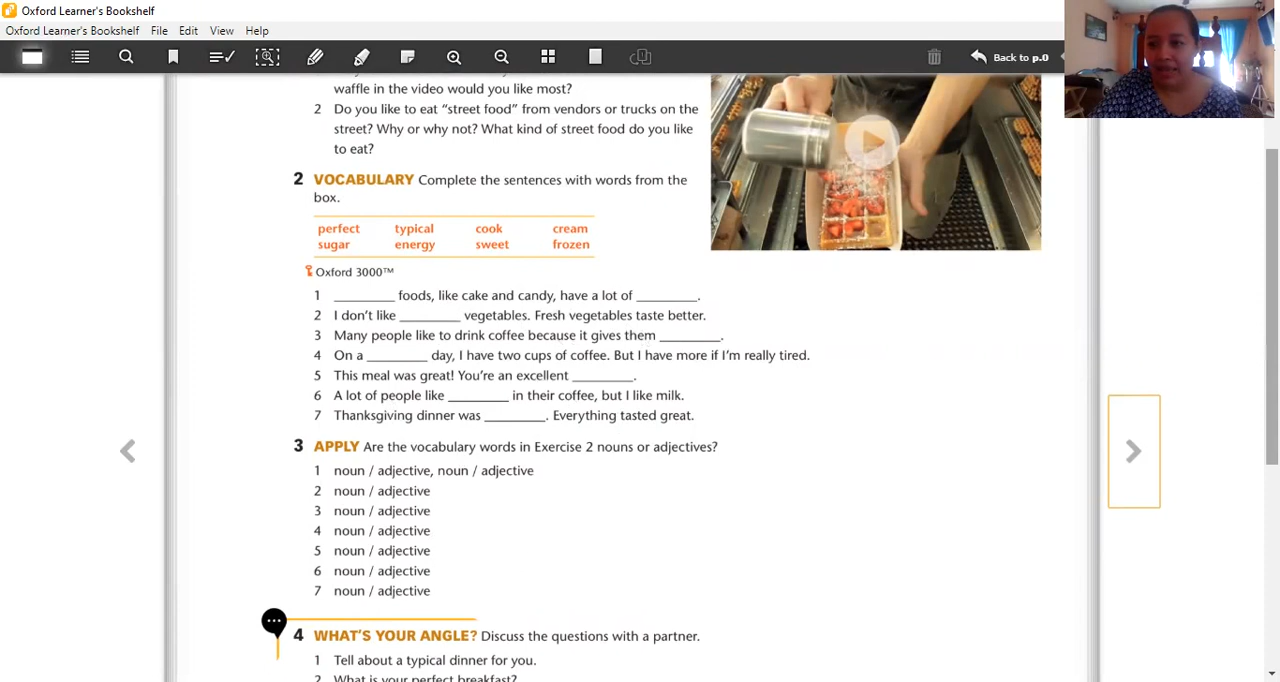 Oxford Learner's Bookshelf
Oxford Learner's Bookshelf File Edit View Help
Back to p.0
waffle in the video would you like most?
2 Do you like to eat “street food” from vendors or trucks on the
street? Why or why not? What kind of street food do you like
to eat?
2 VOCABULARY Complete the sentences with words from the
box.
perfect typical cook cream
sugar energy sweet frozen
Oxford 3000™
1 _________ foods, like cake and candy, have a lot of _________.
2 I don’t like _________ vegetables. Fresh vegetables taste better.
3 Many people like to drink coffee because it gives them _________.
4 On a _________ day, I have two cups of coffee. But I have more if I’m really tired.
5 This meal was great! You’re an excellent _________.
6 A lot of people like _________ in their coffee, but I like milk.
7 Thanksgiving dinner was _________. Everything tasted great.
3 APPLY Are the vocabulary words in Exercise 2 nouns or adjectives?
1 noun / adjective, noun / adjective
2 noun / adjective
3 noun / adjective
4 noun / adjective
5 noun / adjective
6 noun / adjective
7 noun / adjective
4 WHAT’S YOUR ANGLE? Discuss the questions with a partner.
1 Tell about a typical dinner for you.
2 What is your perfect breakfast?